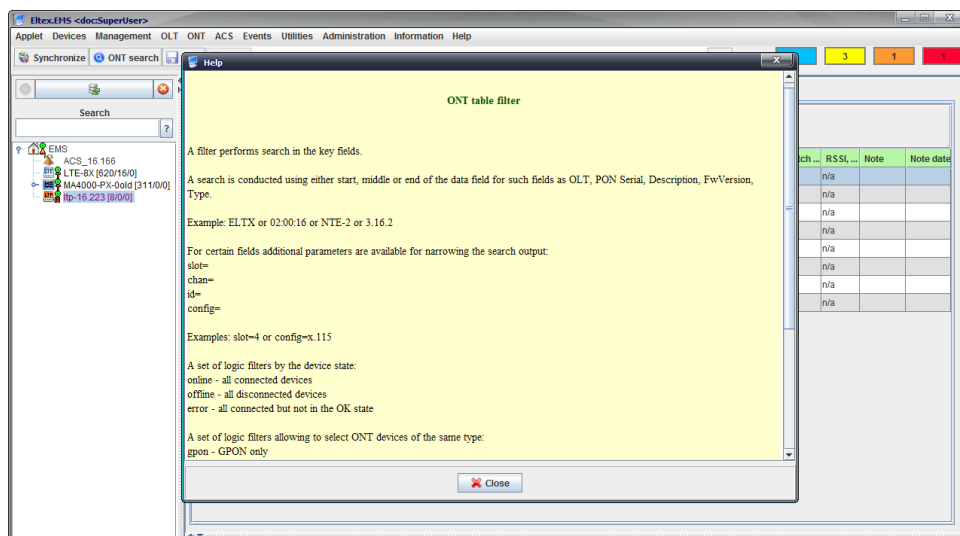 Eltex.EMS <doc:SuperUser>
Applet Devices Management OLT ONT ACS Events Utilities Administration Information Help
Synchronize ONT search
3 1 1
Help
Search
?
EMS
ACS_16.166
LTE-8X [620/16/0]
MA4000-PX-0old [311/0/0]
ltp-16.223 [8/0/0]
ONT table filter
A filter performs search in the key fields.
A search is conducted using either start, middle or end of the data field for such fields as OLT, PON Serial, Description, FwVersion,
Type.
Example: ELTX or 02:00:16 or NTE-2 or 3.16.2
For certain fields additional parameters are available for narrowing the search output:
slot=
chan=
id=
config=
Examples: slot=4 or config=x.115
A set of logic filters by the device state:
online - all connected devices
offline - all disconnected devices
error - all connected but not in the OK state
A set of logic filters allowing to select ONT devices of the same type:
gpon - GPON only
Close
tch ... RSSI, ... Note Note date
n/a
n/a
n/a
n/a
n/a
n/a
n/a
n/a